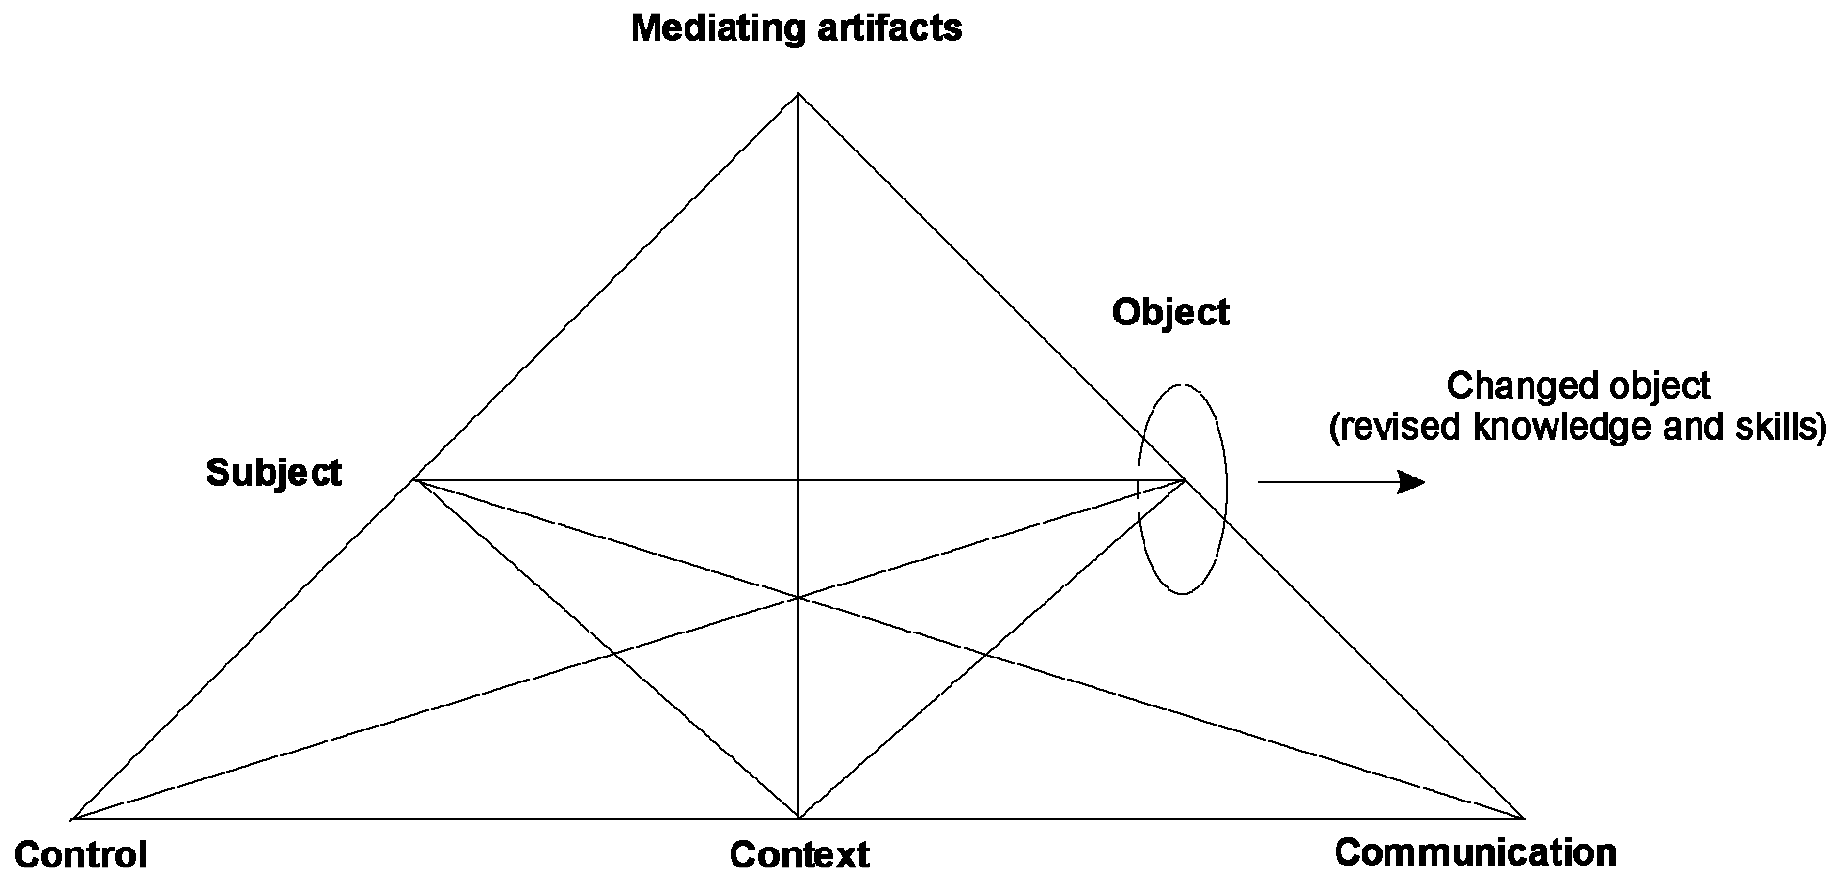 Mediating artifacts
Object
Changed object
(revised knowledge and skills)
Subject
Control
Context
Communication